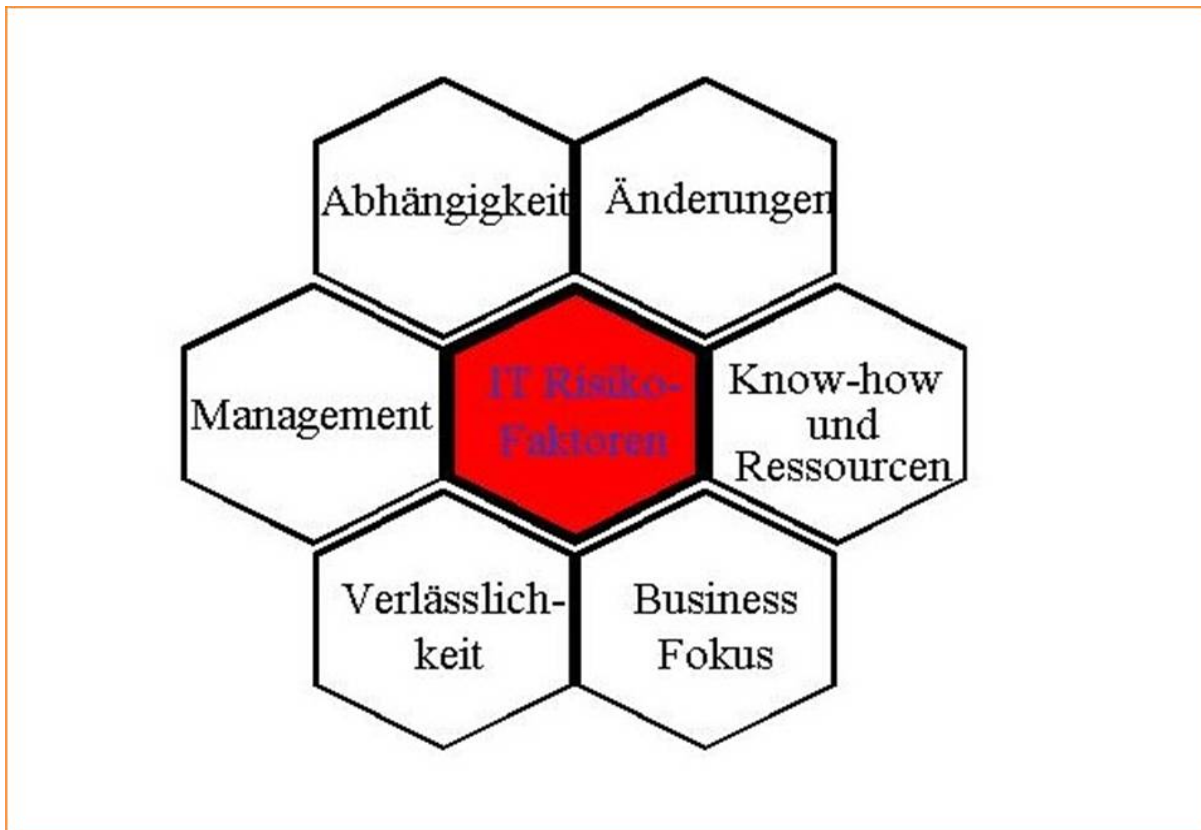 Abhängigkeit
Änderungen
Management
IT Risiko-
Faktoren
Know-how
und
Ressourcen
Verlässlich-
keit
Business
Fokus